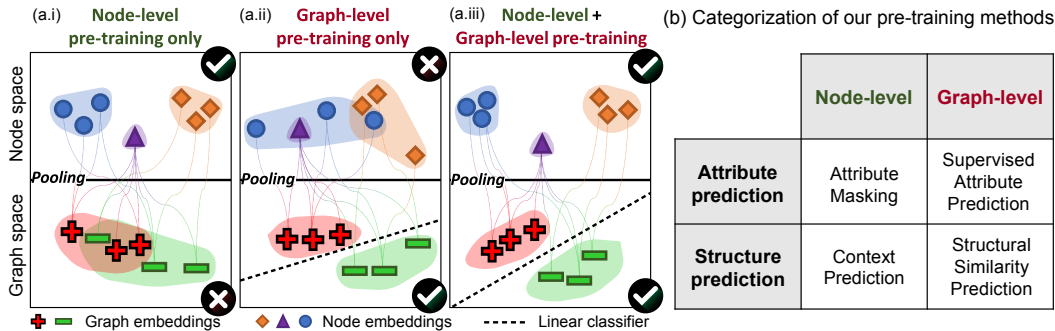 (a.i)
Node-level
pre-training only
(a.ii)
Graph-level
pre-training only
(a.iii)
Node-level +
Graph-level pre-training
Node space
Graph space
Pooling
Pooling
Pooling
Graph embeddings
Node embeddings
Linear classifier
(b) Categorization of our pre-training methods
Node-level
Graph-level
Attribute
prediction
Attribute
Masking
Supervised
Attribute
Prediction
Structure
prediction
Context
Prediction
Structural
Similarity
Prediction